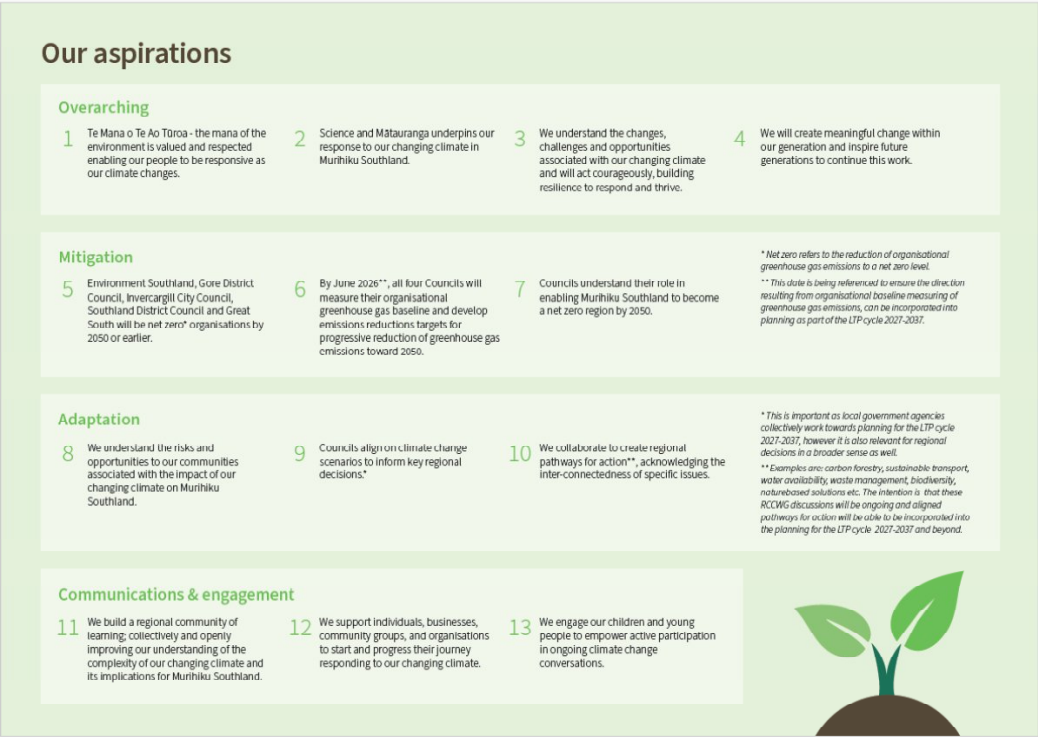 Our aspirations
Overarching
1
Te Mana o Te Ao Tūroa - the mana of the
environment is valued and respected
enabling our people to be responsive as
our climate changes.
2
Science and Mātauranga underpins our
response to our changing climate in
Murihiku Southland.
3
We understand the changes,
challenges and opportunities
associated with our changing climate
and will act courageously, building
resilience to respond and thrive.
4
We will create meaningful change within
our generation and inspire future
generations to continue this work.
Mitigation
5
Environment Southland, Gore District
Council, Invercargill City Council,
Southland District Council and Great
South will be net zero* organisations by
2050 or earlier.
6
By June 2026**, all four Councils will
measure their organisational
greenhouse gas baseline and develop
emissions reductions targets for
progressive reduction of greenhouse gas
emissions toward 2050.
7
Councils understand their role in
enabling Murihiku Southland to become
a net zero region by 2050.
* Net zero refers to the reduction of organisational
greenhouse gas emissions to a net zero level.
** This date is being referenced to ensure the direction
resulting from organisational baseline measuring of
greenhouse gas emissions, can be incorporated into
planning as part of the LTP cycle 2027-2037.
Adaptation
8
We understand the risks and
opportunities to our communities
associated with the impact of our
changing climate on Murihiku
Southland.
9
Councils align on climate change
scenarios to inform key regional
decisions.*
10
We collaborate to create regional
pathways for action**, acknowledging the
inter-connectedness of specific issues.
* This is important as local government agencies
collectively work towards planning for the LTP cycle
2027-2037, however it is also relevant for regional
decisions in a broader sense as well.
** Examples are: carbon forestry, sustainable transport,
water availability, waste management, biodiversity,
naturebased solutions etc. The intention is that these
RCCWG discussions will be ongoing and aligned
pathways for action will be able to be incorporated into
the planning for the LTP cycle 2027-2037 and beyond.
Communications & engagement
11
We build a regional community of
learning; collectively and openly
improving our understanding of the
complexity of our changing climate and
its implications for Murihiku Southland.
12
We support individuals, businesses,
community groups, and organisations
to start and progress their journey
responding to our changing climate.
13
We engage our children and young
people to empower active participation
in ongoing climate change
conversations.